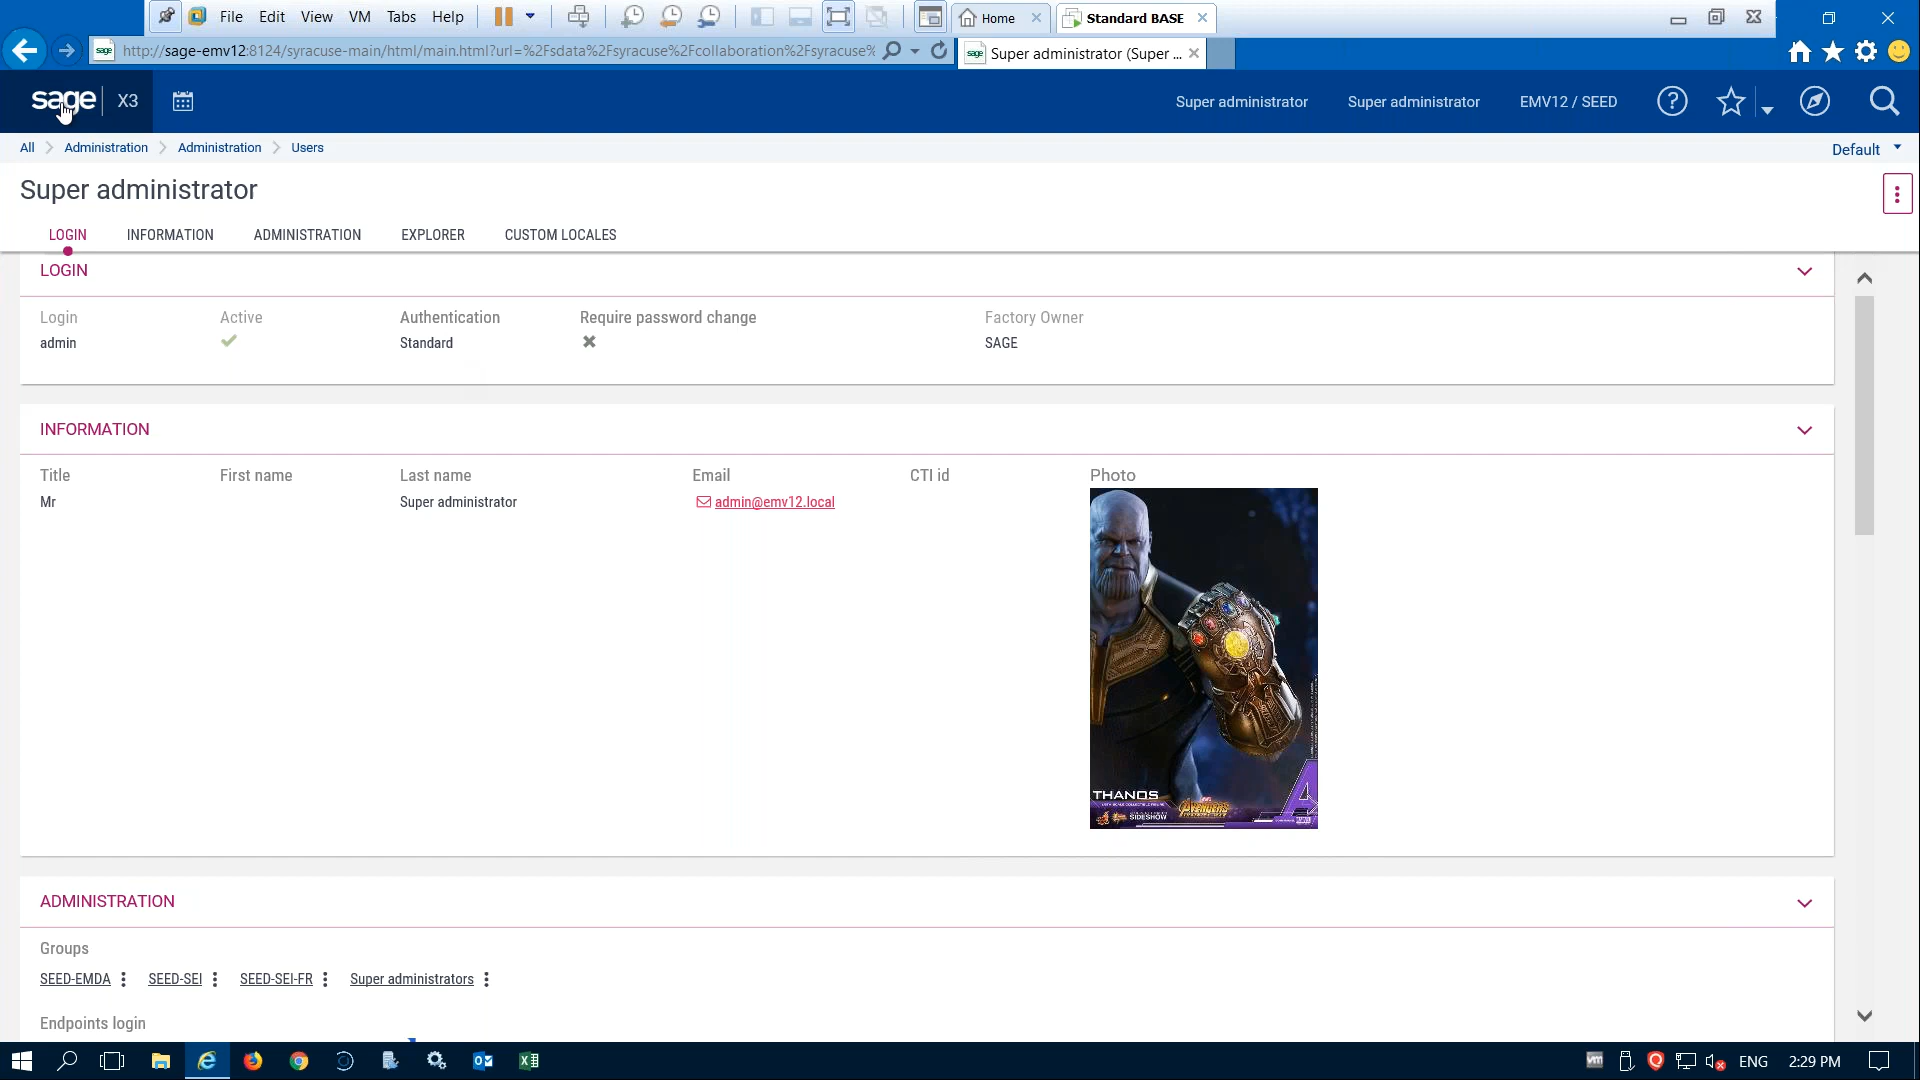 File Edit View VM Tabs Help Home Standard BASE
http://sage-emv12:8124/syracuse-main/html/main.html?url=%2Fsdata%2Fsyracuse%2Fcollaboration%2Fsyracuse% sage Super administrator (Super ...
sage X3 Super administrator Super administrator EMV12 / SEED
All Administration Administration Users Default
Super administrator
LOGIN INFORMATION ADMINISTRATION EXPLORER CUSTOM LOCALES
LOGIN
Login Active Authentication Require password change Factory Owner
admin Standard SAGE
INFORMATION
Title First name Last name Email CTI id Photo
Mr Super administrator admin@emv12.local
THANOS
AVENGERS
SIDESHOW
ADMINISTRATION
Groups
SEED-EMDA SEED-SEI SEED-SEI-FR Super administrators
Endpoints login
vm ENG 2:29 PM